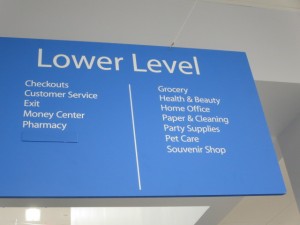 Lower Level
Checkouts
Customer Service
Exit
Money Center
Pharmacy
Grocery
Health & Beauty
Home Office
Paper & Cleaning
Party Supplies
Pet Care
Souvenir Shop